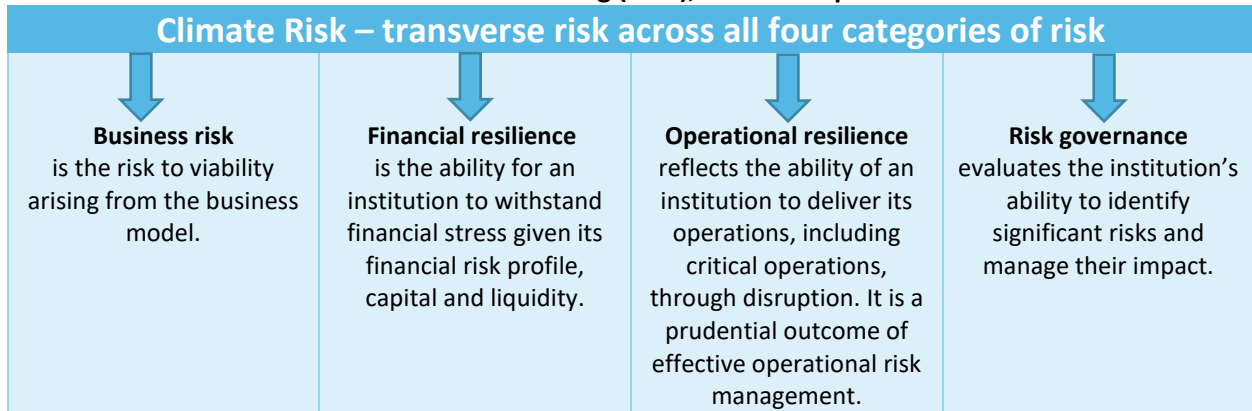 Climate Risk – transverse risk across all four categories of risk
Business risk
is the risk to viability
arising from the business
model.
Financial resilience
is the ability for an
institution to withstand
financial stress given its
financial risk profile,
capital and liquidity.
Operational resilience
reflects the ability of an
institution to deliver its
operations, including
critical operations,
through disruption. It is a
prudential outcome of
effective operational risk
management.
Risk governance
evaluates the institution’s
ability to identify
significant risks and
manage their impact.